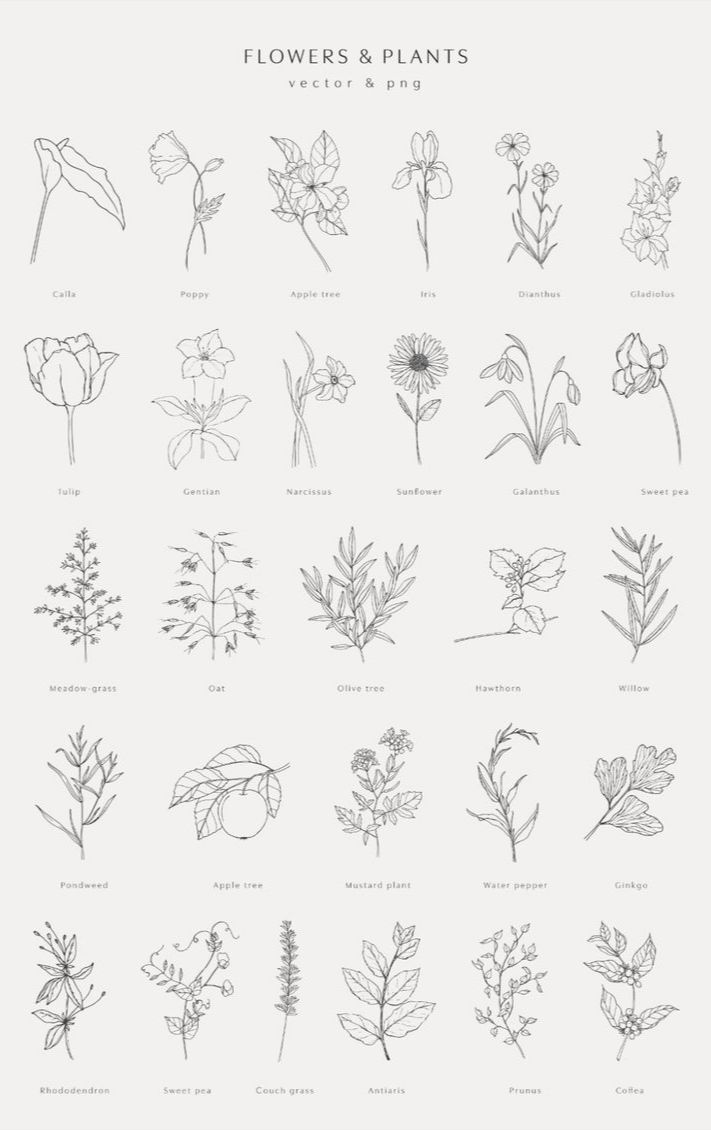 FLOWERS & PLANTS
vector & png
Calla Poppy Apple tree Iris Dianthus Gladiolus
Tulip Gentian Narcissus Sunflower Galanthus Sweet pea
Meadow-grass Oat Olive tree Hawthorn Willow
Pondweed Apple tree Mustard plant Water pepper Ginkgo
Rhododendron Sweet pea Couch grass Antiaris Prunus Coffea